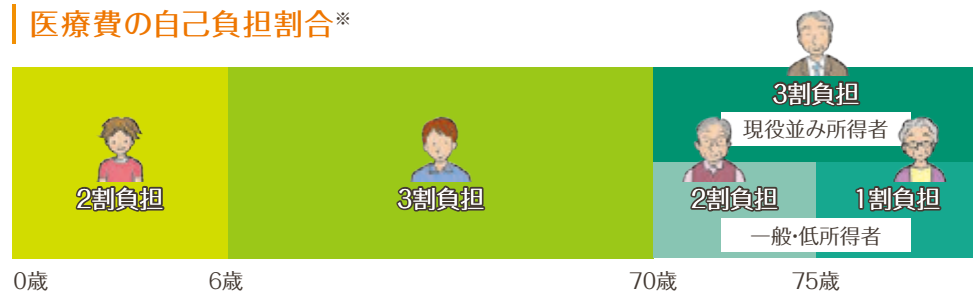 医療費の自己負担割合※
3割負担
現役並み所得者
2割負担
3割負担
2割負担
1割負担
一般・低所得者
0歳
6歳
70歳
75歳